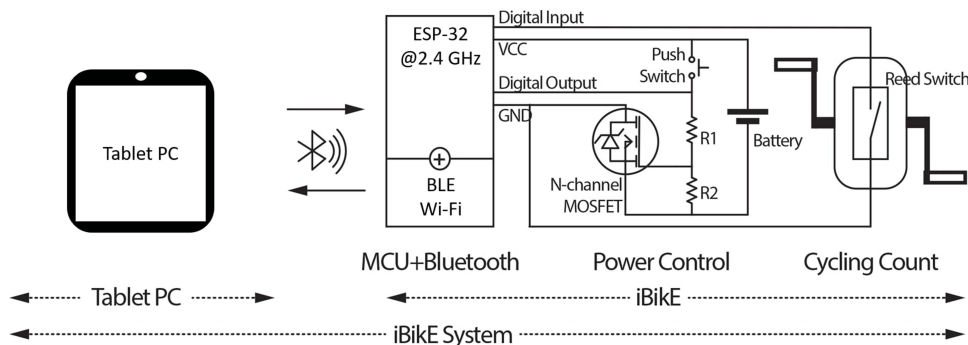 Tablet PC
ESP-32
@2.4 GHz
BLE
Wi-Fi
Digital Input
VCC
Digital Output
GND
Push
Switch
R1
R2
Battery
N-channel
MOSFET
Reed Switch
MCU+Bluetooth
Power Control
Cycling Count
Tablet PC
iBikE
iBikE System